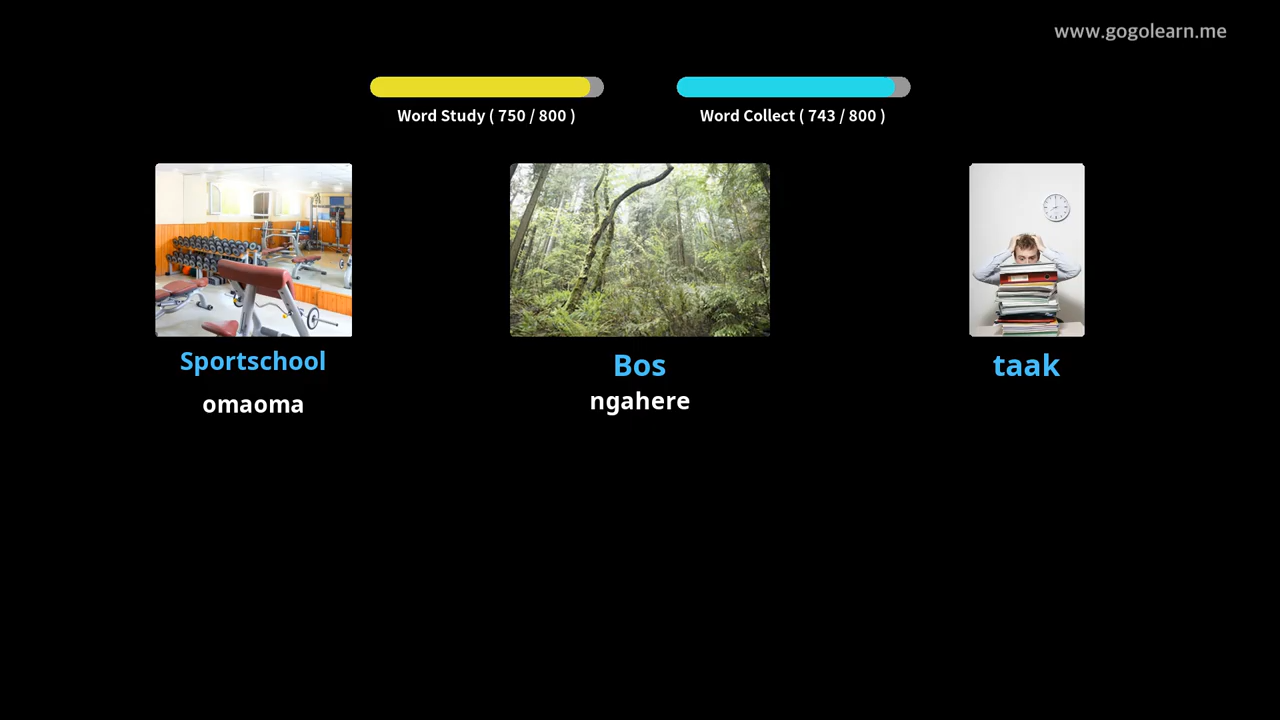 www.gogolearn.me
Word Study ( 750 / 800 )
Word Collect ( 743 / 800 )
Sportschool
omaoma
Bos
ngahere
taak